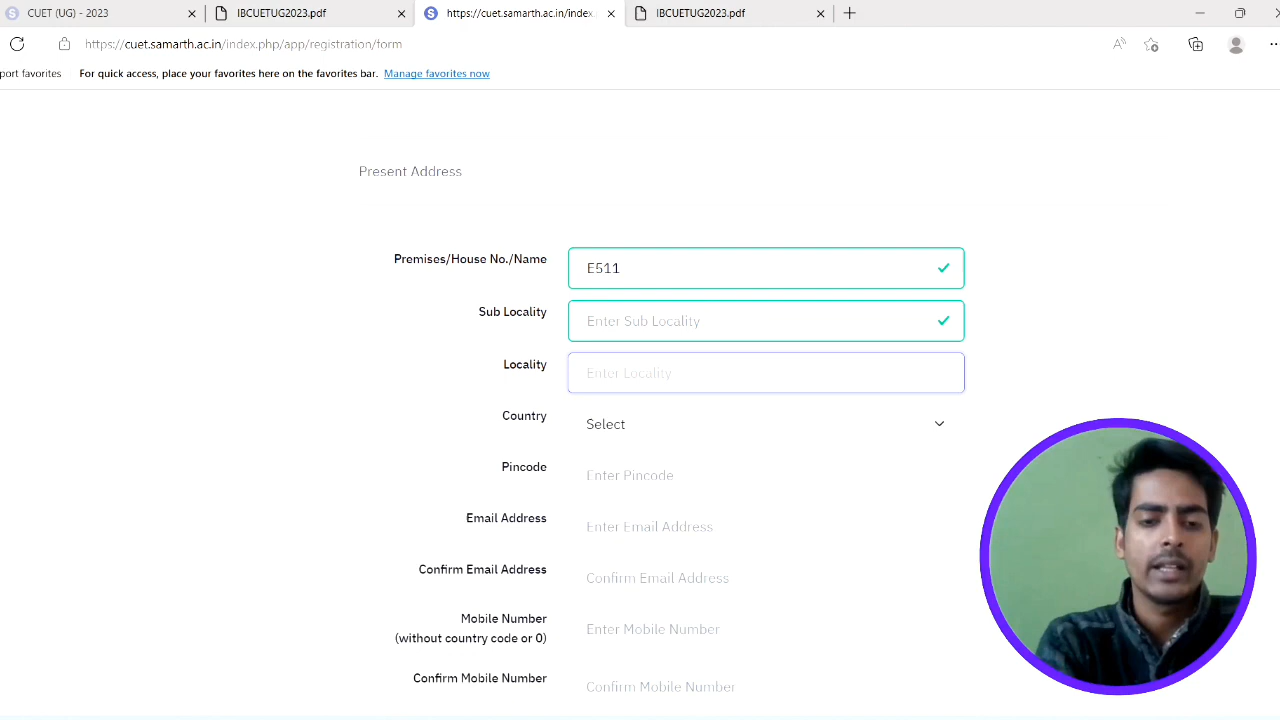 CUET (UG) - 2023
IBCUETUG2023.pdf
https://cuet.samarth.ac.in/index.
IBCUETUG2023.pdf
https://cuet.samarth.ac.in/index.php/app/registration/form
port favorites
For quick access, place your favorites here on the favorites bar. Manage favorites now
Present Address
Premises/House No./Name
E511
Sub Locality
Enter Sub Locality
Locality
Enter Locality
Country
Select
Pincode
Enter Pincode
Email Address
Enter Email Address
Confirm Email Address
Confirm Email Address
Mobile Number
(without country code or 0)
Enter Mobile Number
Confirm Mobile Number
Confirm Mobile Number